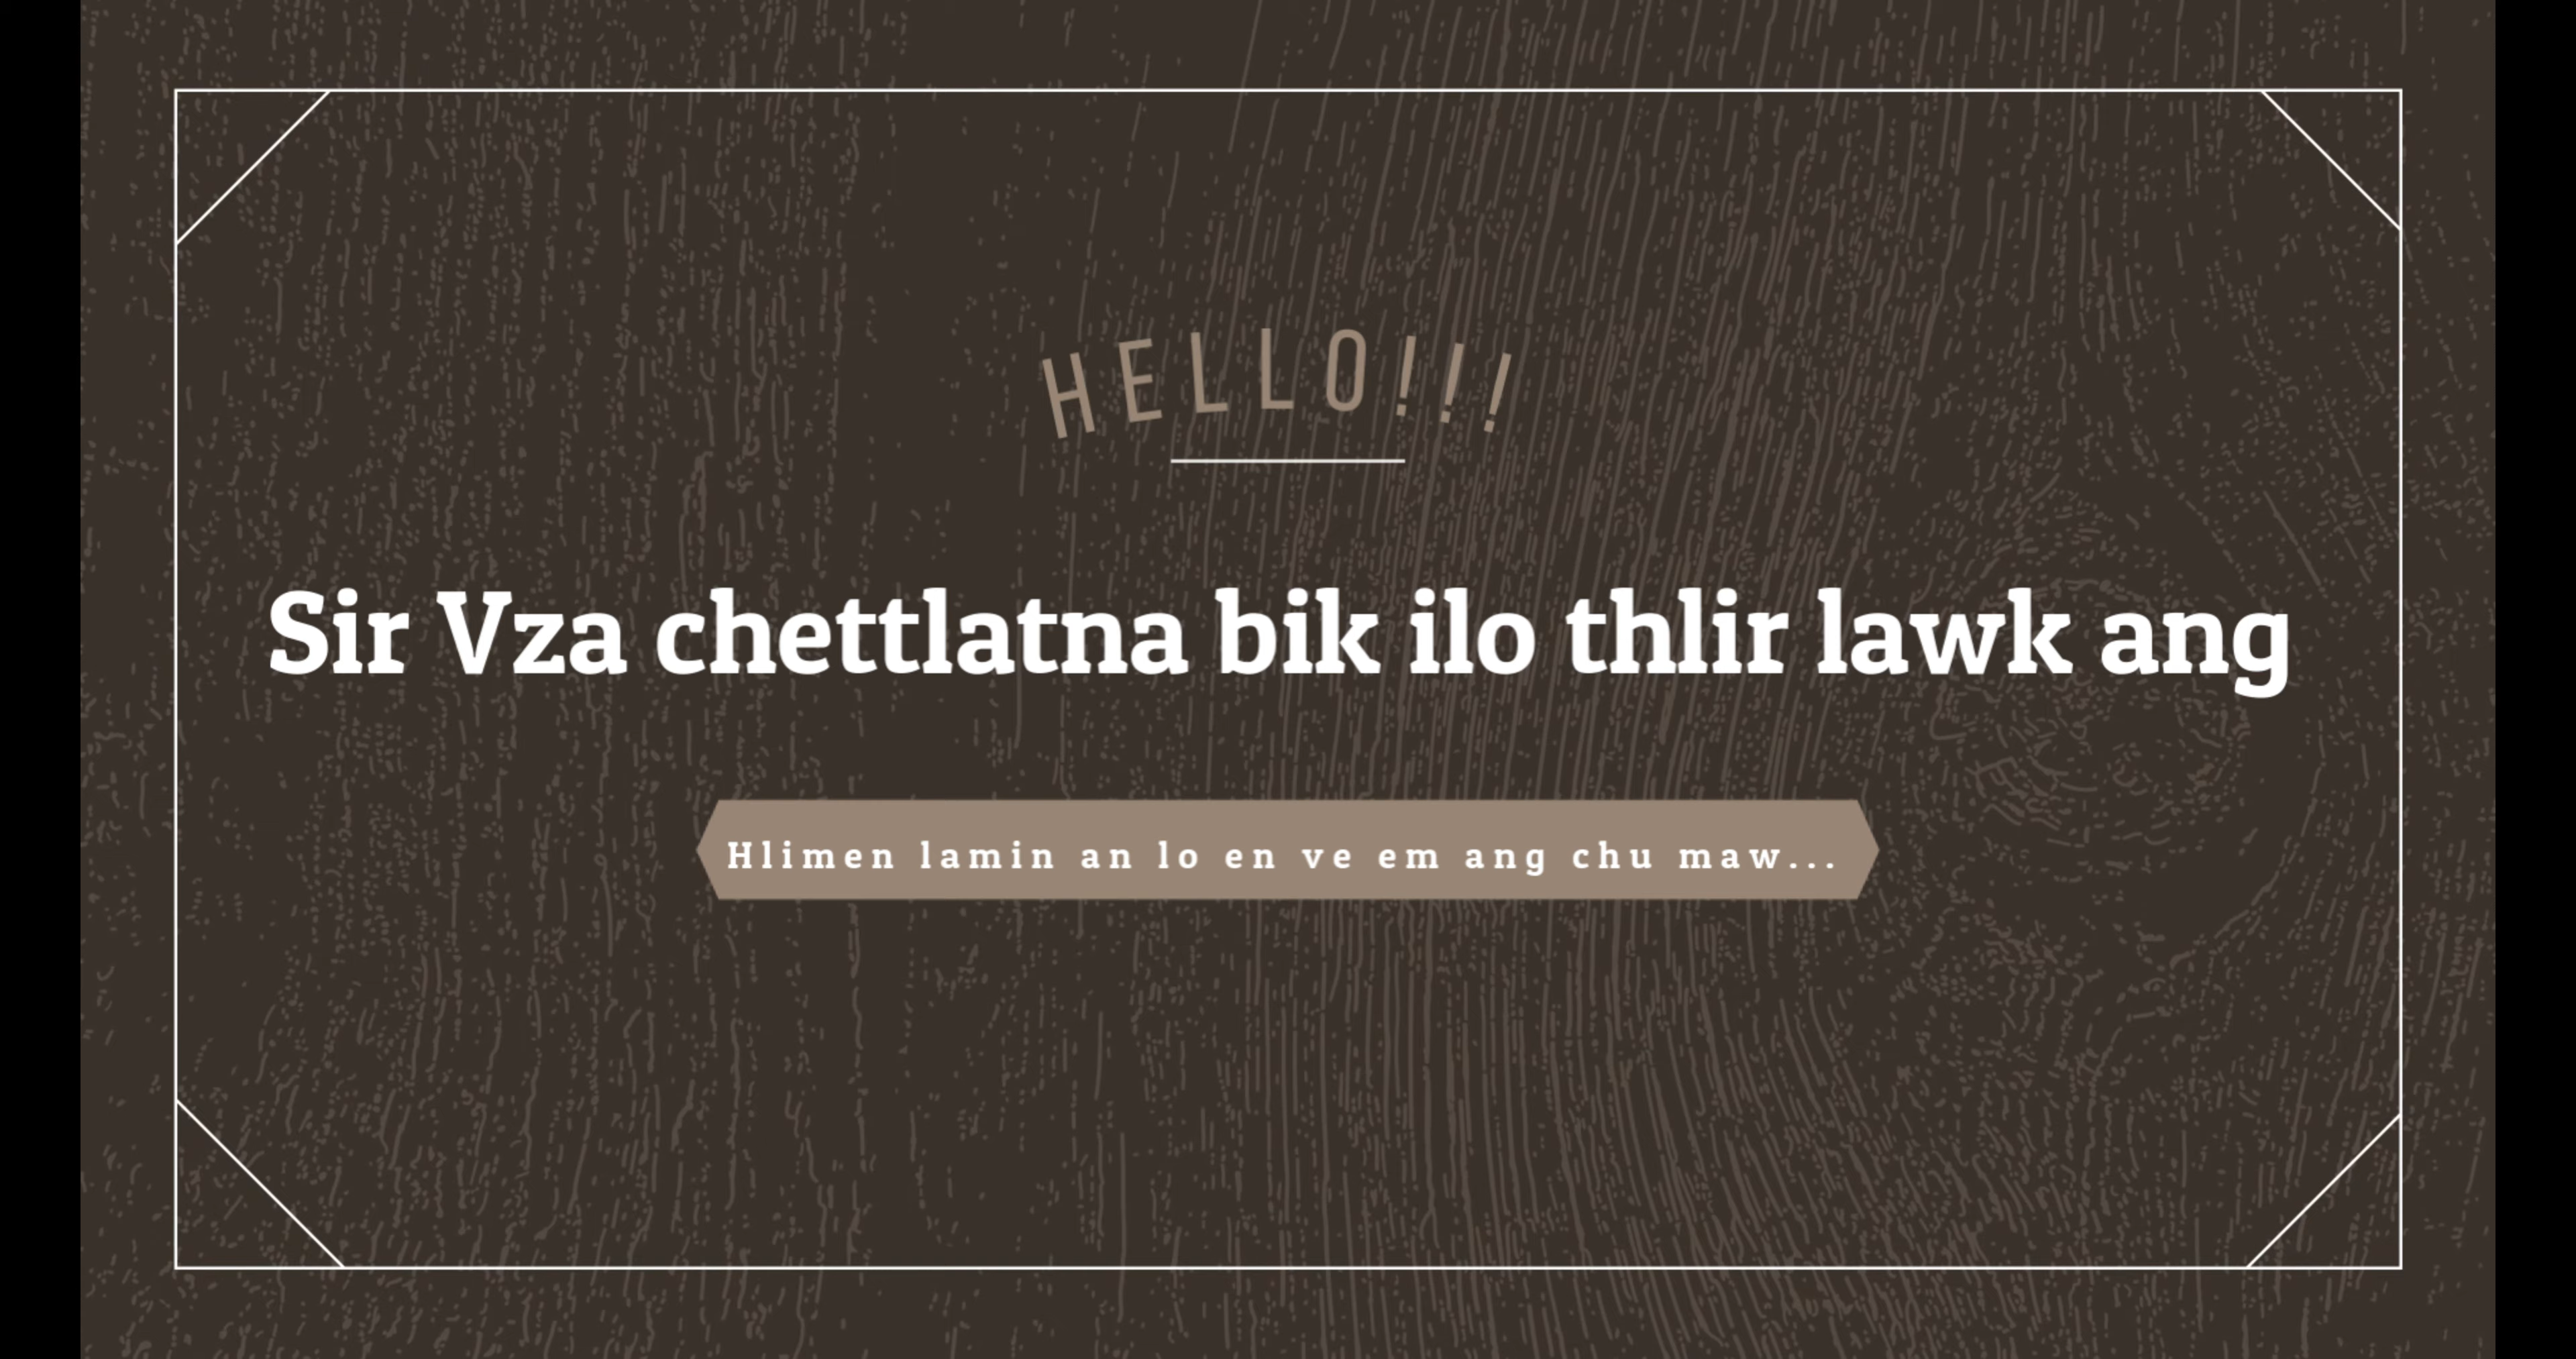 HELLO!!!
Sir Vza chettlatna bik ilo thlir lawk ang
Hlimen lamin an lo en ve em ang chu maw...